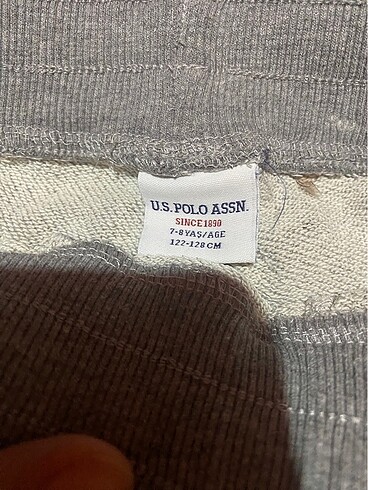 U.S. POLO ASSN.
SINCE 1890
7-8 YAŞ/AGE
122-128 CM